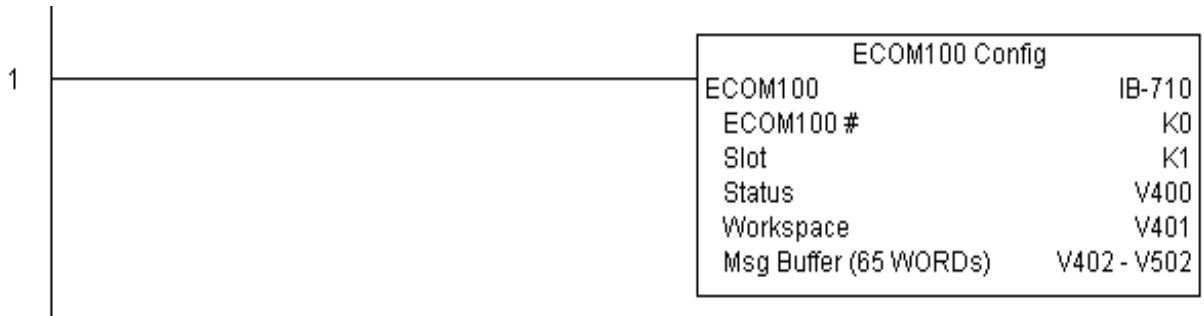 ECOM100 Config
1
ECOM100 IB-710
ECOM100 # K0
Slot K1
Status V400
Workspace V401
Msg Buffer (65 WORDs) V402 - V502